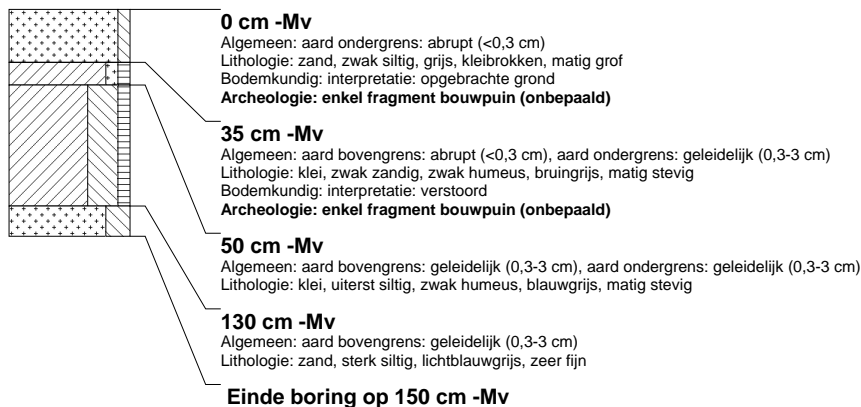 0 cm -Mv
Algemeen: aard ondergrens: abrupt (<0,3 cm)
Lithologie: zand, zwak siltig, grijs, kleibrokken, matig grof
Bodemkundig: interpretatie: opgebrachte grond
Archeologie: enkel fragment bouwpuin (onbepaald)
35 cm -Mv
Algemeen: aard bovengrens: abrupt (<0,3 cm), aard ondergrens: geleidelijk (0,3-3 cm)
Lithologie: klei, zwak zandig, zwak humeus, bruingrijs, matig stevig
Bodemkundig: interpretatie: verstoord
Archeologie: enkel fragment bouwpuin (onbepaald)
50 cm -Mv
Algemeen: aard bovengrens: geleidelijk (0,3-3 cm), aard ondergrens: geleidelijk (0,3-3 cm)
Lithologie: klei, uiterst siltig, zwak humeus, blauwgrijs, matig stevig
130 cm -Mv
Algemeen: aard bovengrens: geleidelijk (0,3-3 cm)
Lithologie: zand, sterk siltig, lichtblauwgrijs, zeer fijn
Einde boring op 150 cm -Mv